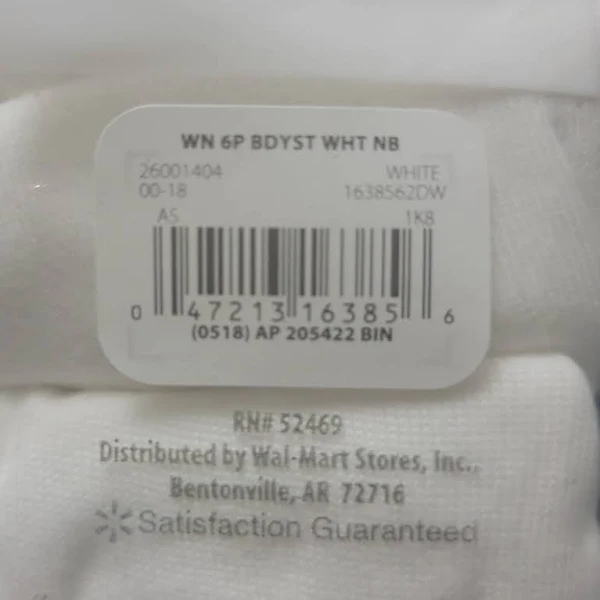 WN 6P BDYST WHT NB
26001404 WHITE
00-18 1638562DW
A5 1K8
0 47213 16385 6
(0518) AP 205422 BIN
RN# 52469
Distributed by Wal-Mart Stores, Inc.,
Bentonville, AR 72716
Satisfaction Guaranteed